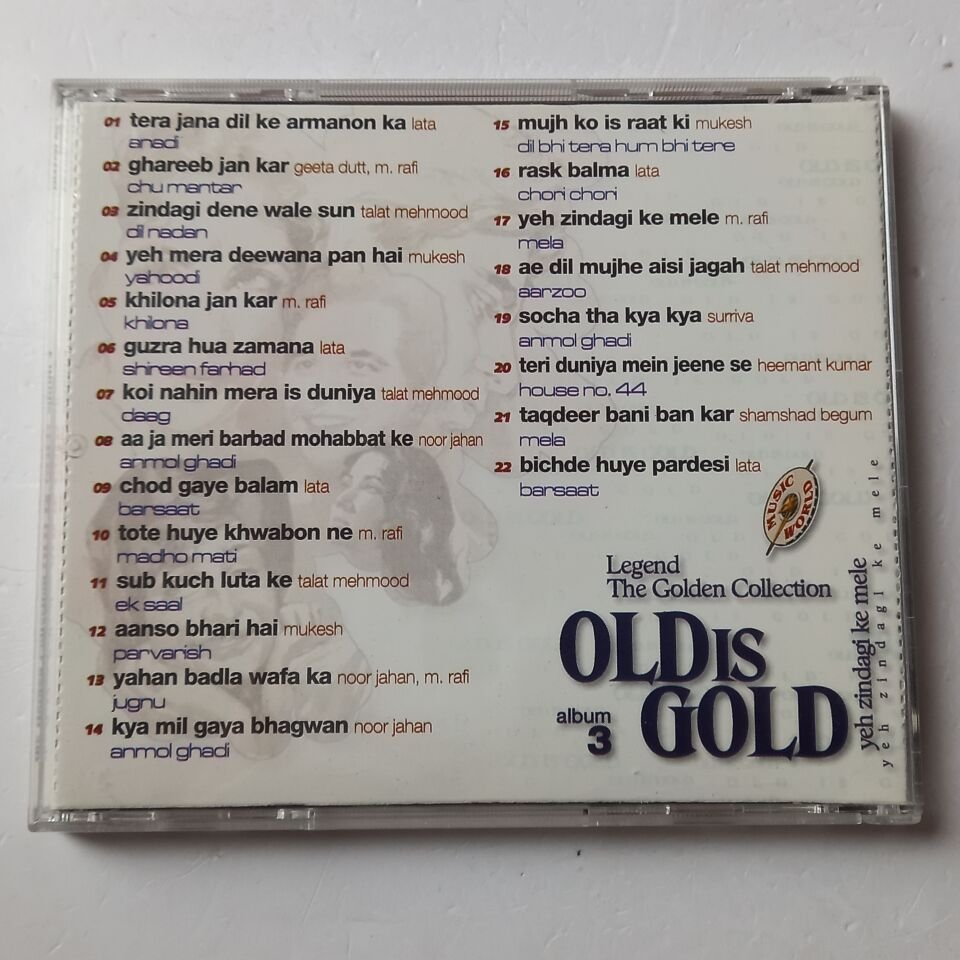 01 tera jana dil ke armanon ka lata
anadi
02 ghareeb jan kar geeta dutt, m. rafi
chu mantar
03 zindagi dene wale sun talat mehmood
dil nadan
04 yeh mera deewana pan hai mukesh
yahoodi
05 khilona jan kar m. rafi
khilona
06 guzra hua zamana lata
shireen farhad
07 koi nahin mera is duniya talat mehmood
daag
08 aa ja meri barbad mohabbat ke noor jahan
anmol ghadi
09 chod gaye balam lata
barsaat
10 tote huye khwabon ne m. rafi
madho mati
11 sub kuch luta ke talat mehmood
ek saal
12 aanso bhari hai mukesh
parvarish
13 yahan badla wafa ka noor jahan, m. rafi
jugnu
14 kya mil gaya bhagwan noor jahan
anmol ghadi
15 mujh ko is raat ki mukesh
dil bhi tera hum bhi tere
16 rask balma lata
chori chori
17 yeh zindagi ke mele m. rafi
mela
18 ae dil mujhe aisi jagah talat mehmood
aarzoo
19 socha tha kya kya surriva
anmol ghadi
20 teri duniya mein jeene se heemant kumar
house no. 44
21 taqdeer bani ban kar shamshad begum
mela
22 bichde huye pardesi lata
barsaat
MUSIC
WORLD
Legend
The Golden Collection
OLD IS
GOLD
album
3
yeh zindagi ke mele
yeh zindagi ke mele